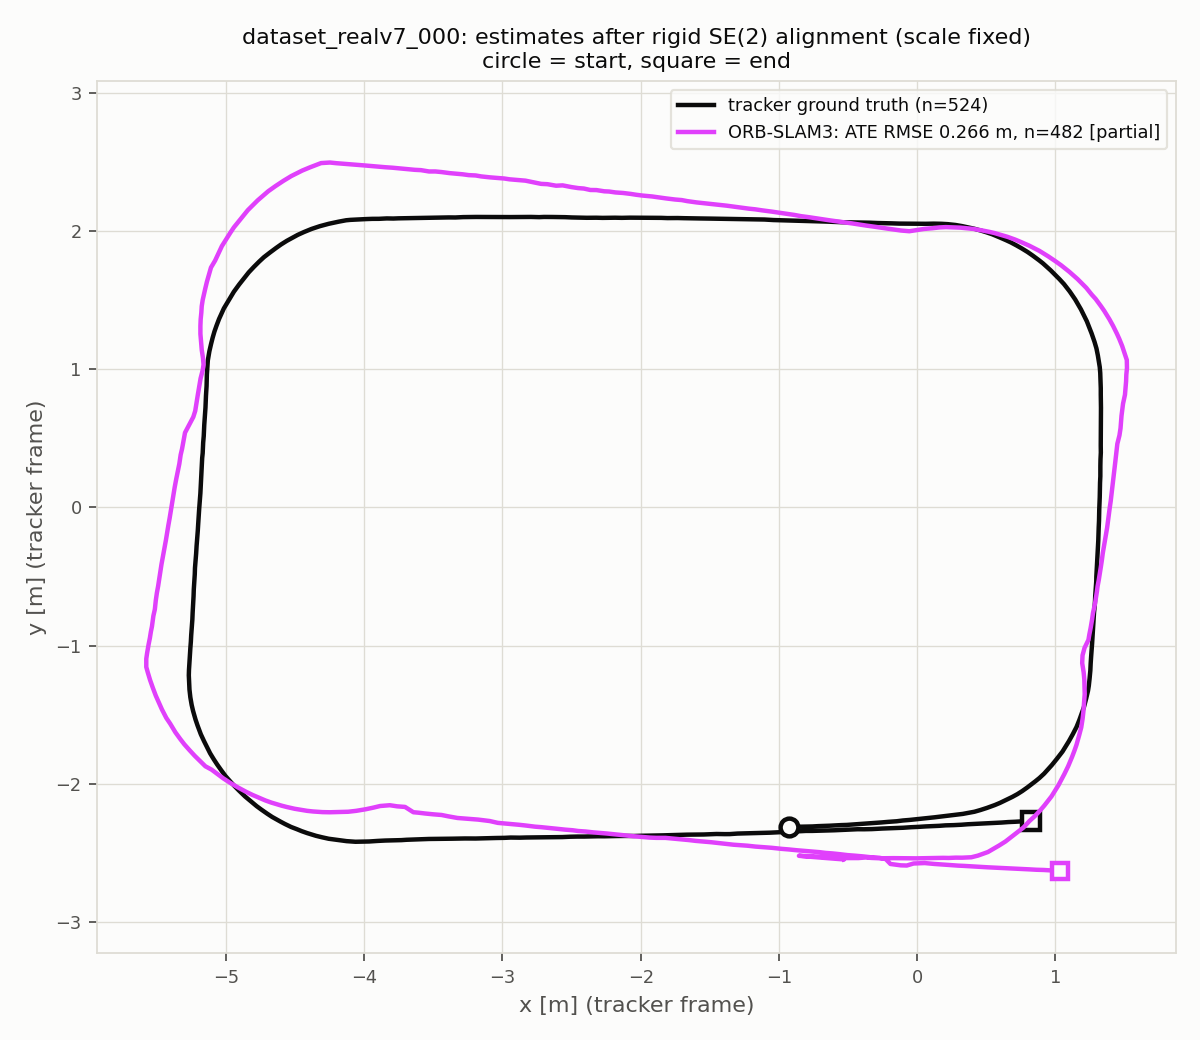 dataset_realv7_000: estimates after rigid SE(2) alignment (scale fixed)
circle = start, square = end
tracker ground truth (n=524)
ORB-SLAM3: ATE RMSE 0.266 m, n=482 [partial]
3
2
1
0
−1
−2
−3
y [m] (tracker frame)
−5
−4
−3
−2
−1
0
1
x [m] (tracker frame)